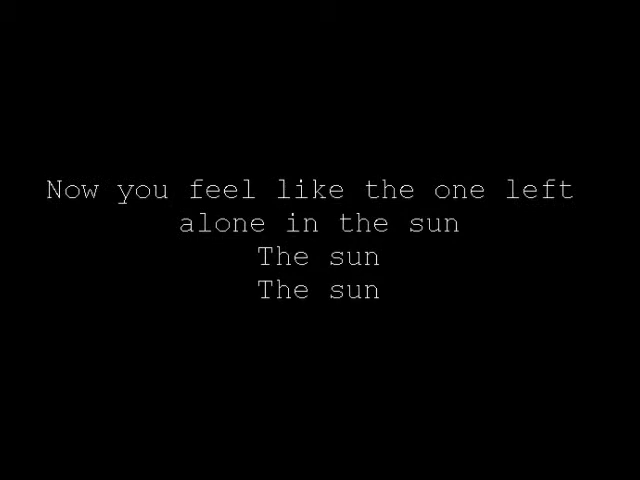 Now you feel like the one left
alone in the sun
The sun
The sun